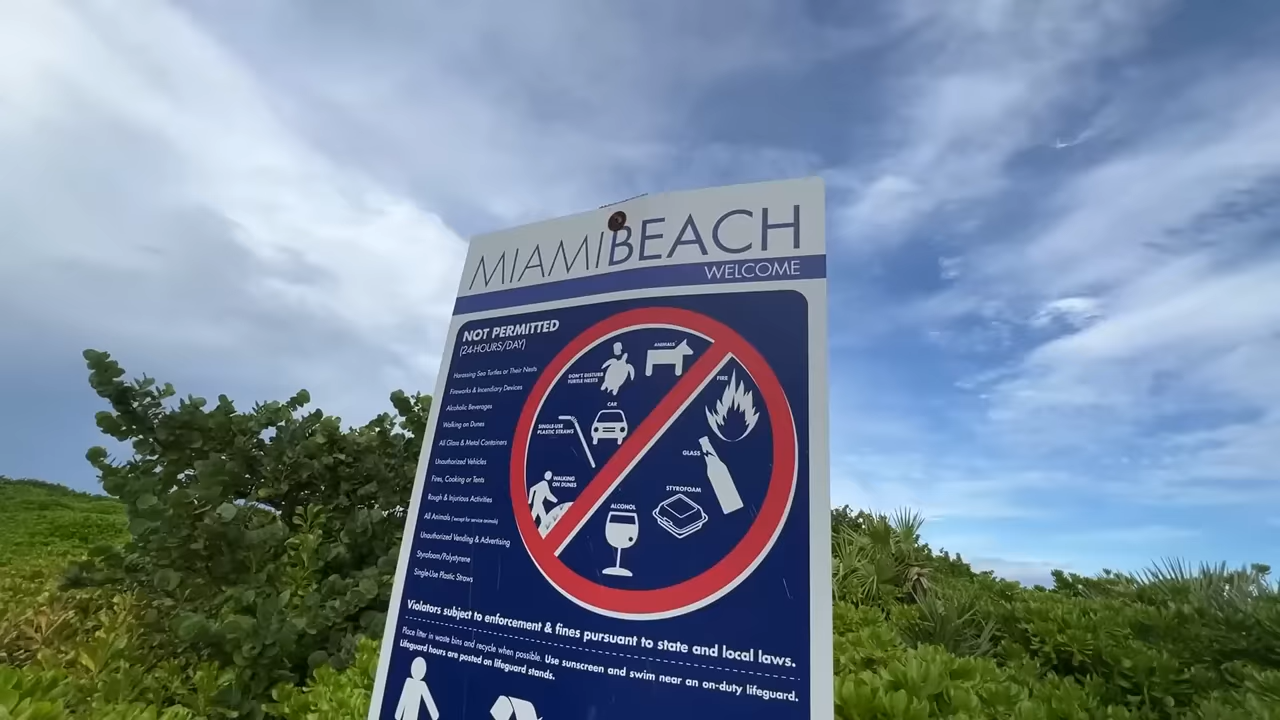 MIAMIBEACH
WELCOME
NOT PERMITTED
(24-HOURS/DAY)
Harassing Sea Turtles or Their Nests
Fireworks & Incendiary Devices
Alcoholic Beverages
Walking on Dunes
All Glass & Metal Containers
Unauthorized Vehicles
Fires, Cooking or Tents
Rough & Injurious Activities
All Animals (except for service animals)
Unauthorized Vending & Advertising
Styrofoam/Polystyrene
Single-Use Plastic Straws
DON'T DISTURB
TURTLE NESTS
ANIMALS
CAR
FIRE
SINGLE-USE
PLASTIC STRAWS
GLASS
WALKING
ON DUNES
STYROFOAM
ALCOHOL
Violators subject to enforcement & fines pursuant to state and local laws.
Place litter in waste bins and recycle when possible. Use sunscreen and swim near an on-duty lifeguard.
Lifeguard hours are posted on lifeguard stands.